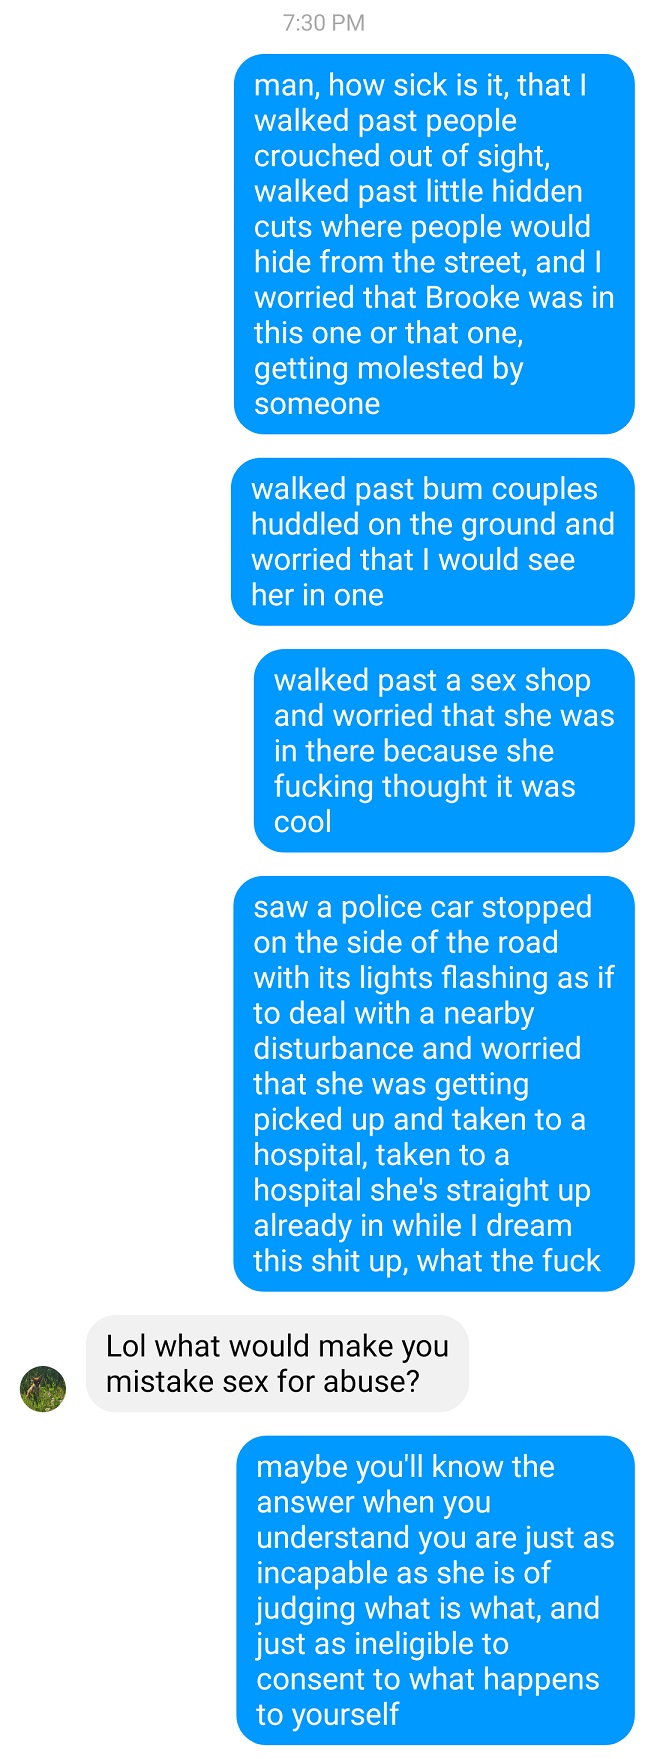 7:30 PM
man, how sick is it, that I
walked past people
crouched out of sight,
walked past little hidden
cuts where people would
hide from the street, and I
worried that Brooke was in
this one or that one,
getting molested by
someone
walked past bum couples
huddled on the ground and
worried that I would see
her in one
walked past a sex shop
and worried that she was
in there because she
fucking thought it was
cool
saw a police car stopped
on the side of the road
with its lights flashing as if
to deal with a nearby
disturbance and worried
that she was getting
picked up and taken to a
hospital, taken to a
hospital she's straight up
already in while I dream
this shit up, what the fuck
Lol what would make you
mistake sex for abuse?
maybe you'll know the
answer when you
understand you are just as
incapable as she is of
judging what is what, and
just as ineligible to
consent to what happens
to yourself